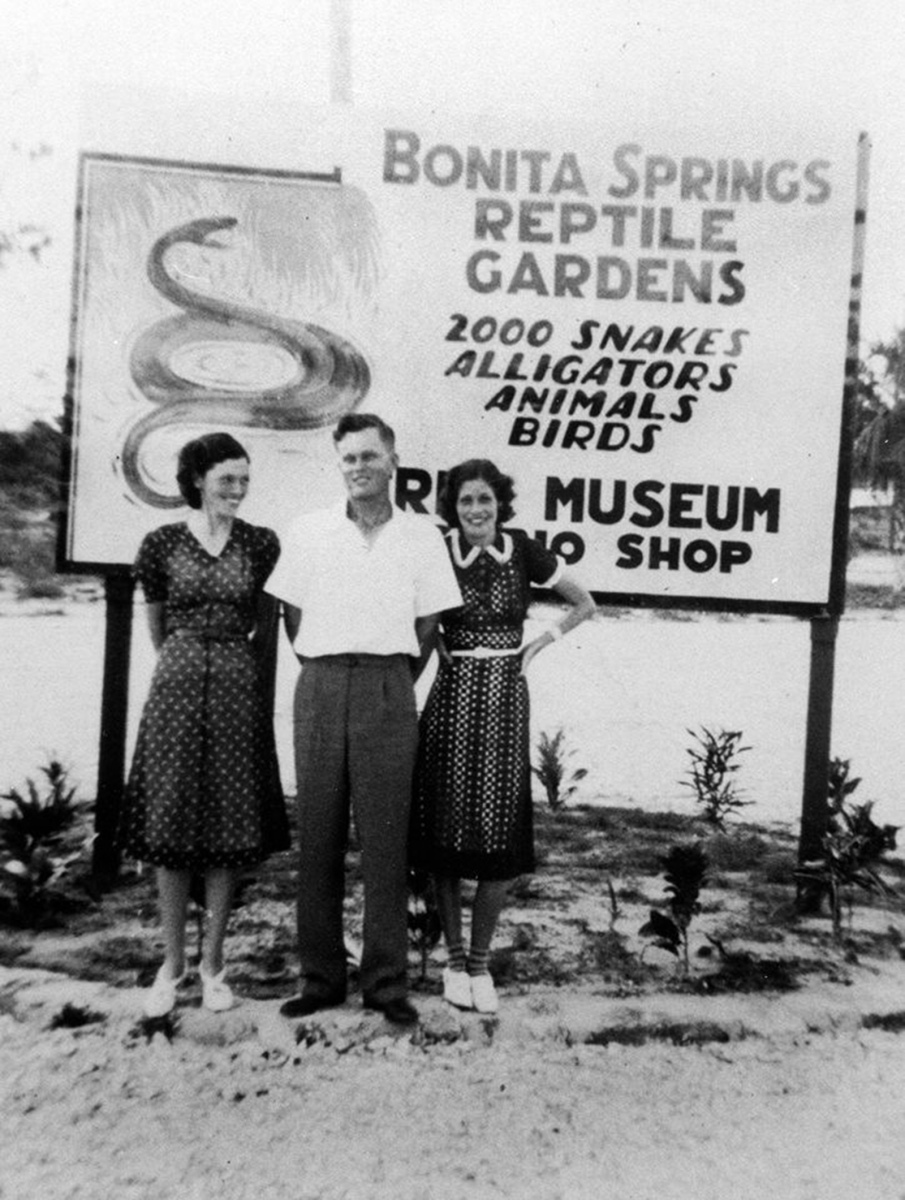 BONITA SPRINGS
REPTILE
GARDENS
2000 SNAKES
ALLIGATORS
ANIMALS
BIRDS
MUSEUM
SHOP